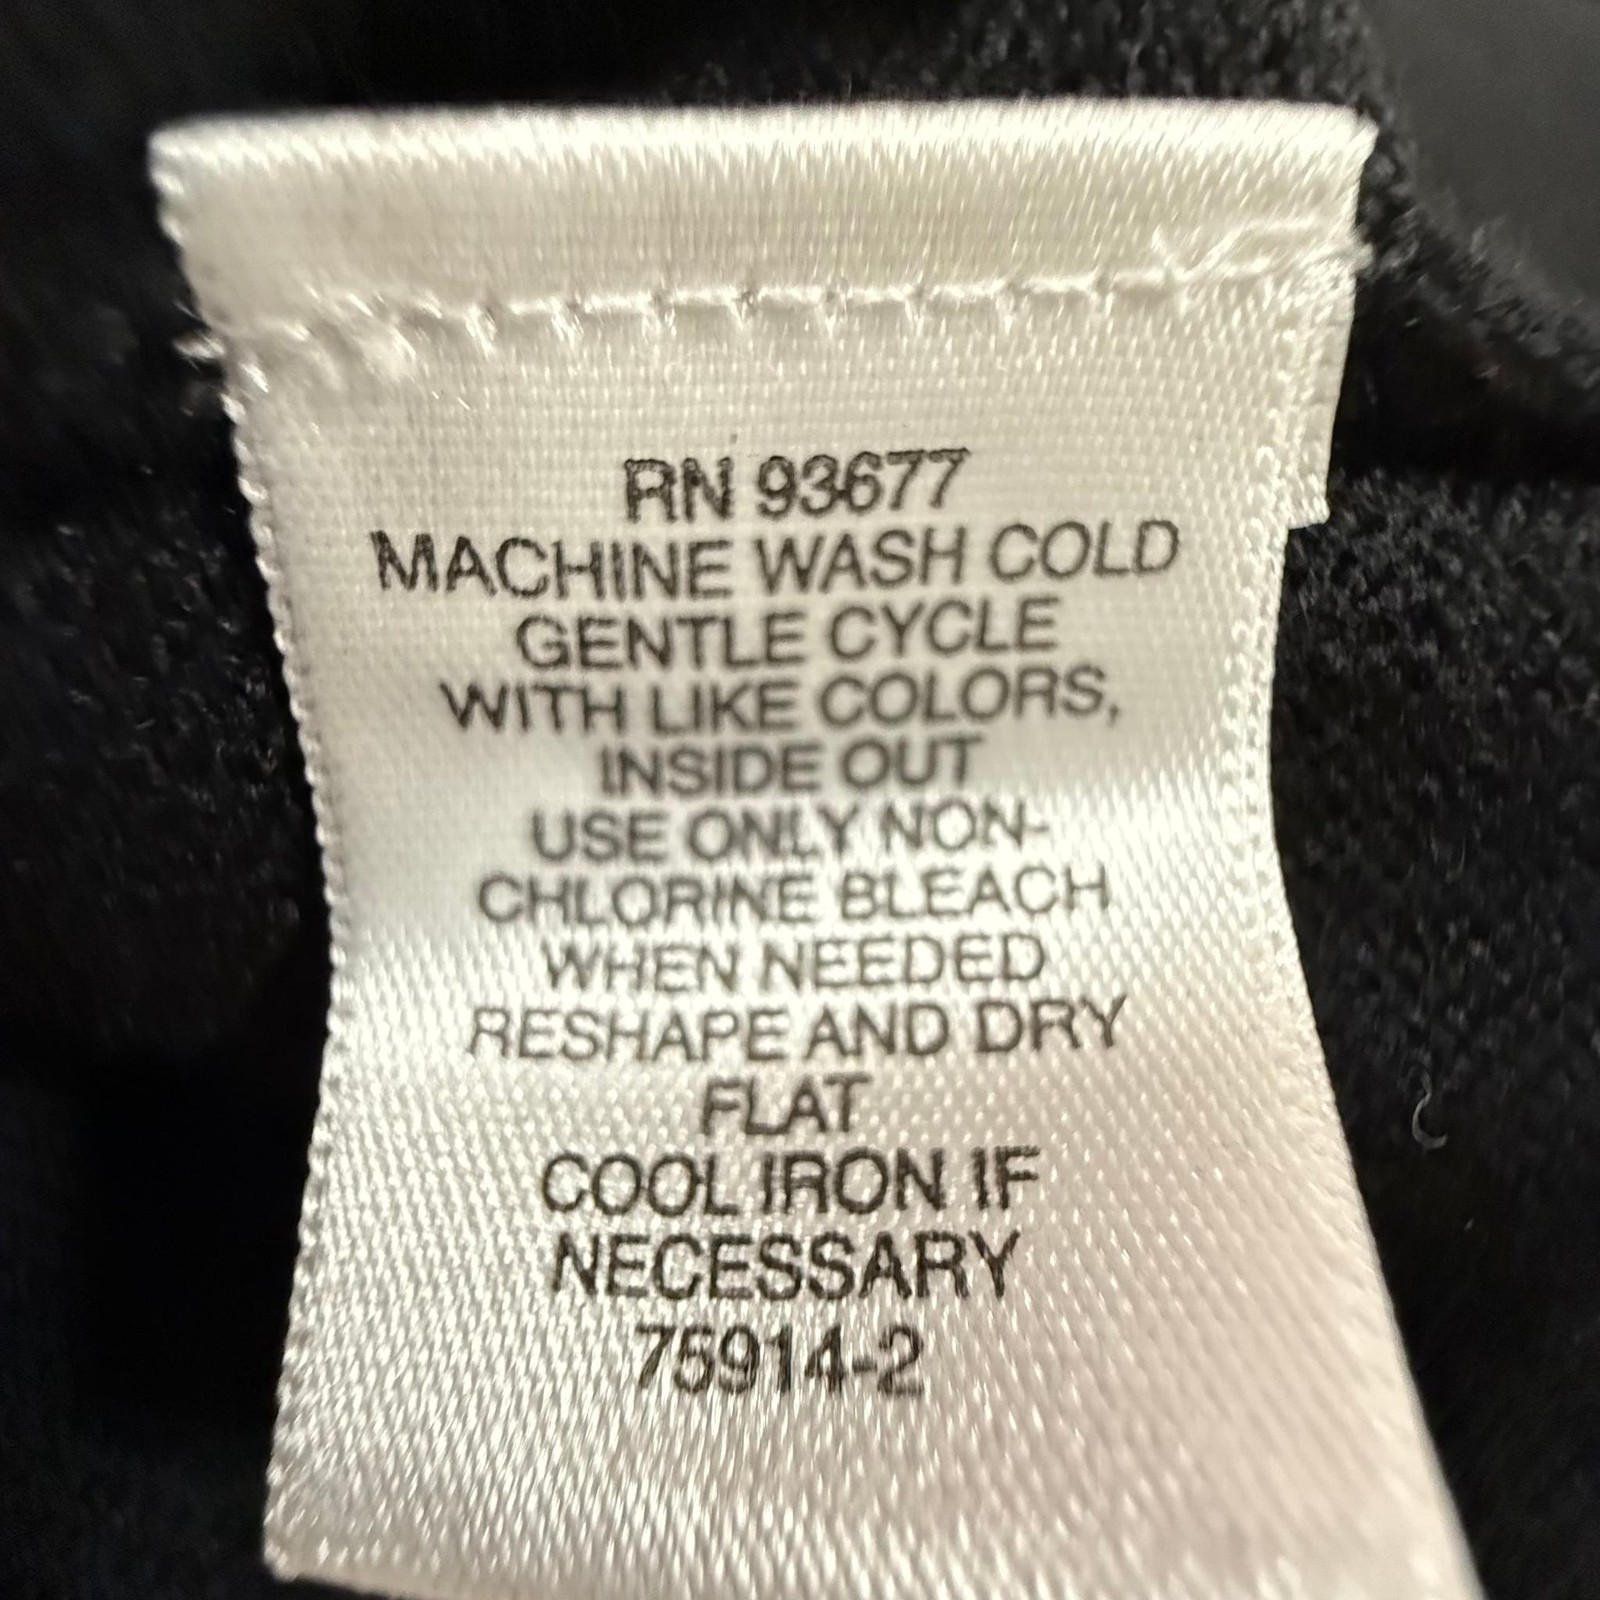 RN 93677
MACHINE WASH COLD
GENTLE CYCLE
WITH LIKE COLORS,
INSIDE OUT
USE ONLY NON-
CHLORINE BLEACH
WHEN NEEDED
RESHAPE AND DRY
FLAT
COOL IRON IF
NECESSARY
75914-2